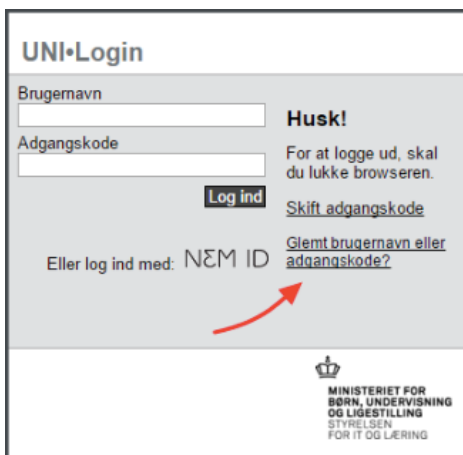 UNI•Login
Brugernavn
Adgangskode
Log ind
Eller log ind med: NEM ID
Husk!
For at logge ud, skal
du lukke browseren.
Skift adgangskode
Glemt brugernavn eller
adgangskode?
MINISTERIET FOR
BØRN, UNDERVISNING
OG LIGESTILLING
STYRELSEN
FOR IT OG LÆRING